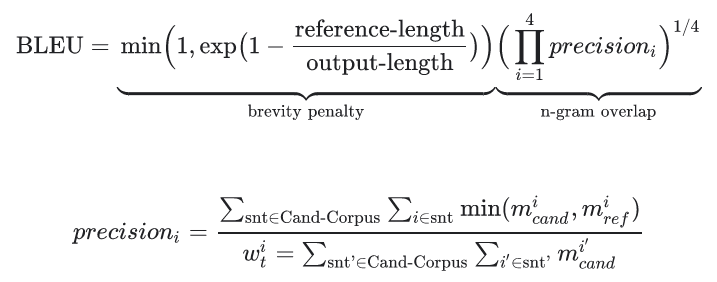 BLEU = min(1, exp(1 − reference-length / output-length))(∏_{i=1}^{4} precision_i)^{1/4}
brevity penalty n-gram overlap
precision_i = ∑_{snt∈Cand-Corpus} ∑_{i∈snt} min(m^i_{cand}, m^i_{ref}) / w_t^i = ∑_{snt'∈Cand-Corpus} ∑_{i'∈snt'} m^{i'}_{cand}